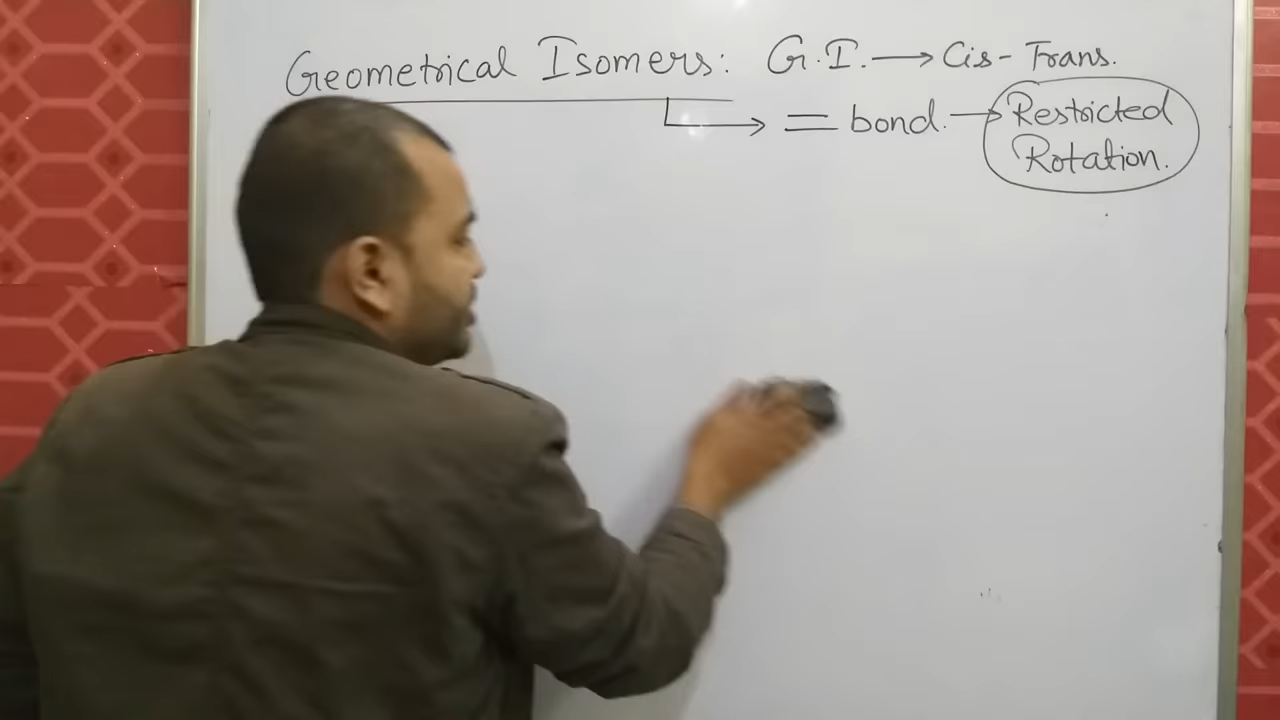 Geometrical Isomers: G.I. → Cis-Trans.
= bond. → Restricted
Rotation.